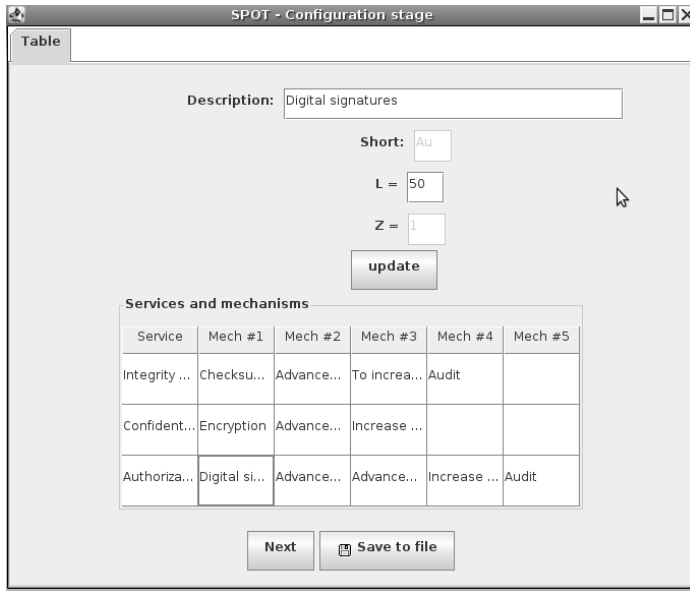 SPOT - Configuration stage
Table
Description: Digital signatures
Short: Au
L = 50
Z = 1
update
Services and mechanisms
Service Mech #1 Mech #2 Mech #3 Mech #4 Mech #5
Integrity ... Checksu... Advance... To increa... Audit
Confident... Encryption Advance... Increase ...
Authoriza... Digital si... Advance... Advance... Increase ... Audit
Next Save to file